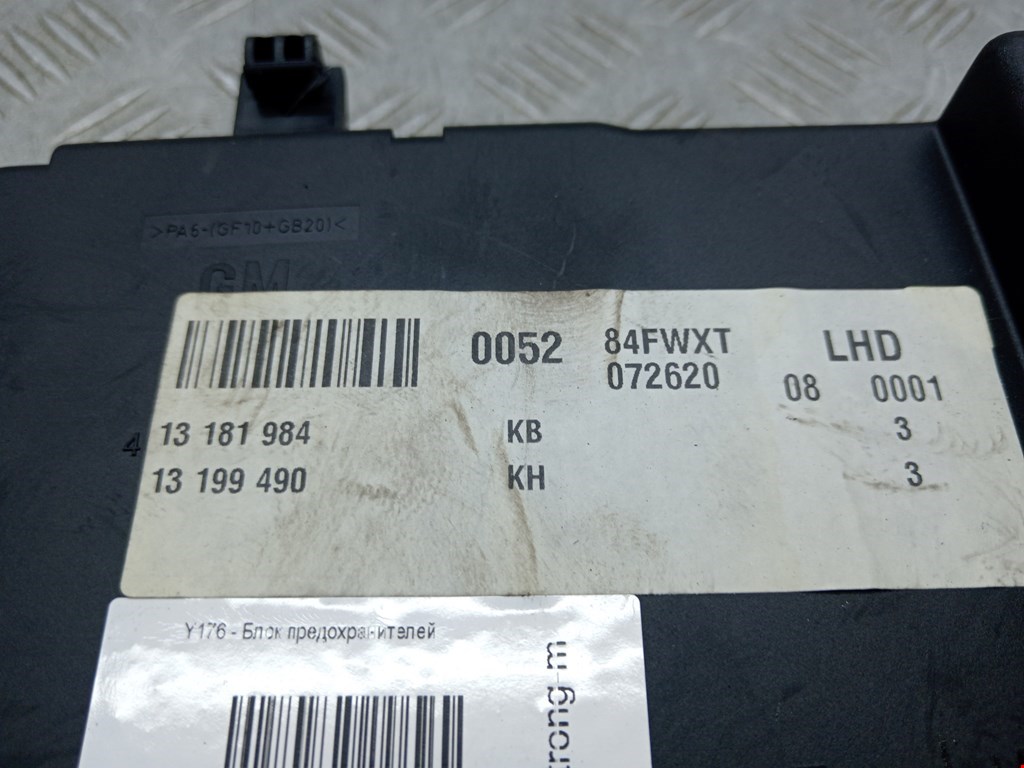 >PA6-(GF10+GB20)<
GM
0052 84FWXT LHD
072620 08 0001
4 13 181 984 KB 3
13 199 490 KH 3
Y176 - Блок предохранителей